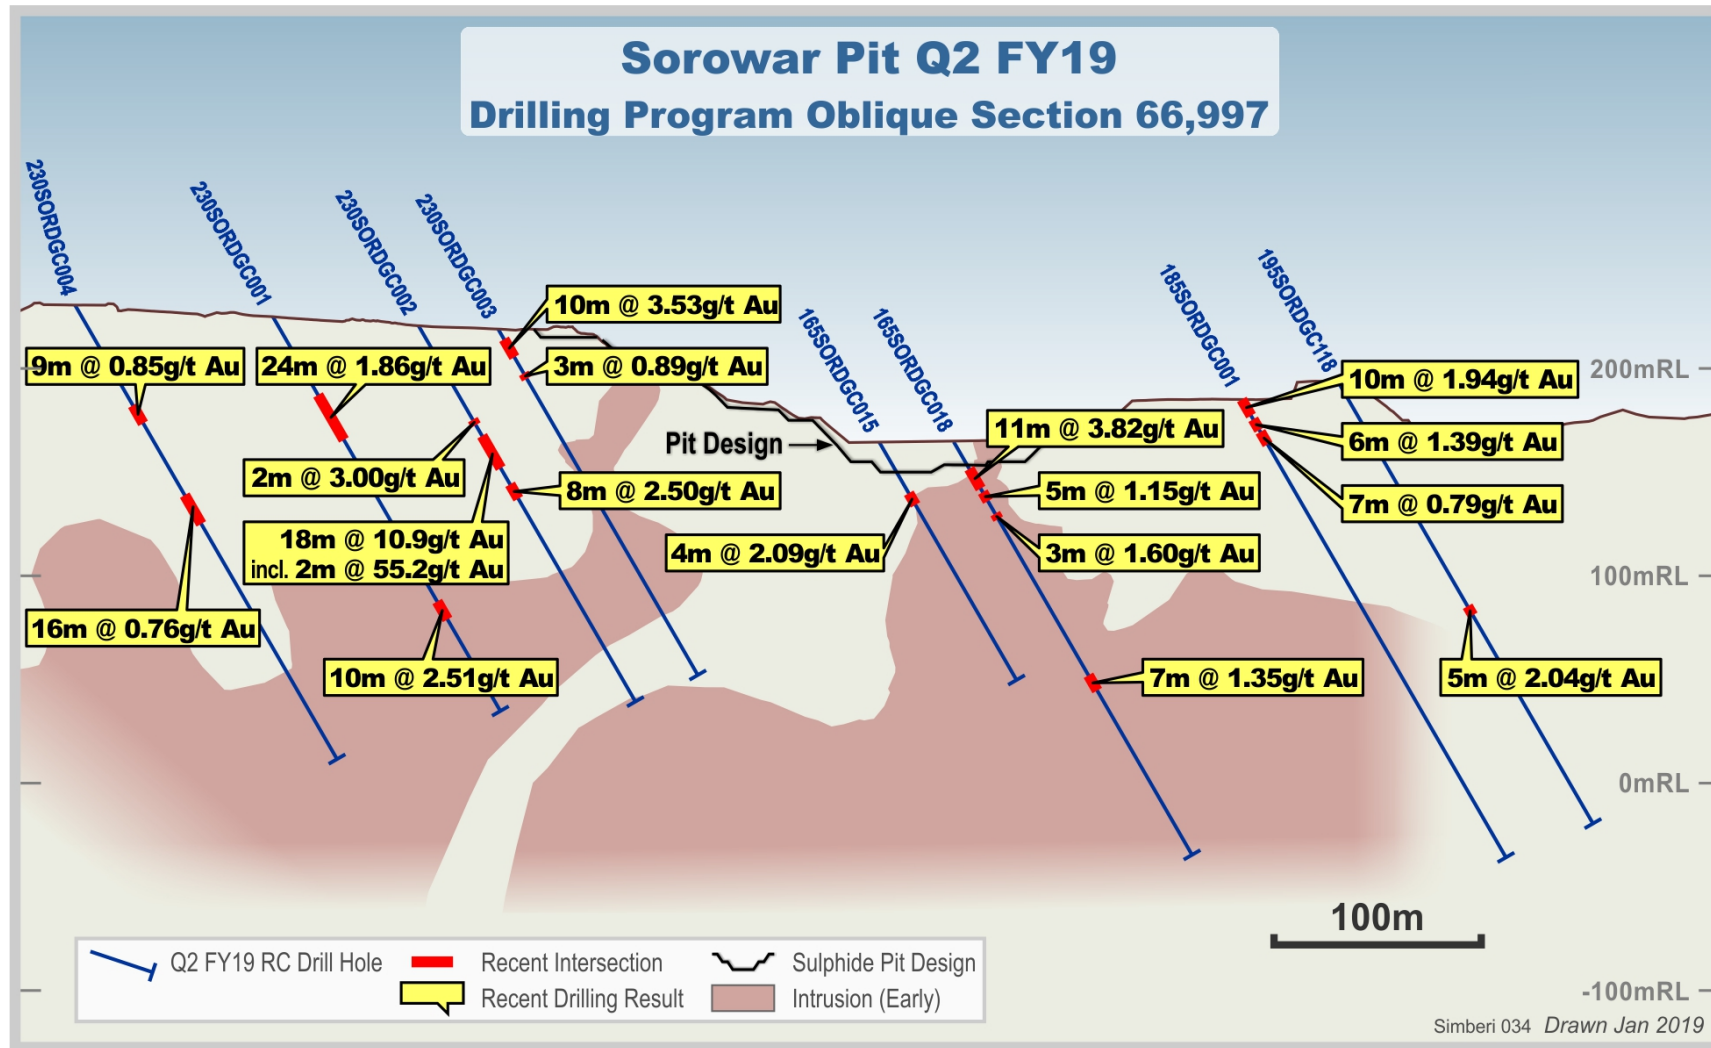 Sorowar Pit Q2 FY19
Drilling Program Oblique Section 66,997
230SORDGC004
230SORDGC001
230SORDGC002
230SORDGC003
165SORDGC015
165SORDGC018
185SORDGC001
195SORDGC118
10m @ 3.53g/t Au
9m @ 0.85g/t Au
24m @ 1.86g/t Au
3m @ 0.89g/t Au
10m @ 1.94g/t Au
200mRL
Pit Design
11m @ 3.82g/t Au
6m @ 1.39g/t Au
2m @ 3.00g/t Au
8m @ 2.50g/t Au
5m @ 1.15g/t Au
7m @ 0.79g/t Au
18m @ 10.9g/t Au
incl. 2m @ 55.2g/t Au
4m @ 2.09g/t Au
3m @ 1.60g/t Au
100mRL
16m @ 0.76g/t Au
10m @ 2.51g/t Au
7m @ 1.35g/t Au
5m @ 2.04g/t Au
0mRL
100m
Q2 FY19 RC Drill Hole
Recent Intersection
Sulphide Pit Design
Recent Drilling Result
Intrusion (Early)
-100mRL
Simberi 034 Drawn Jan 2019